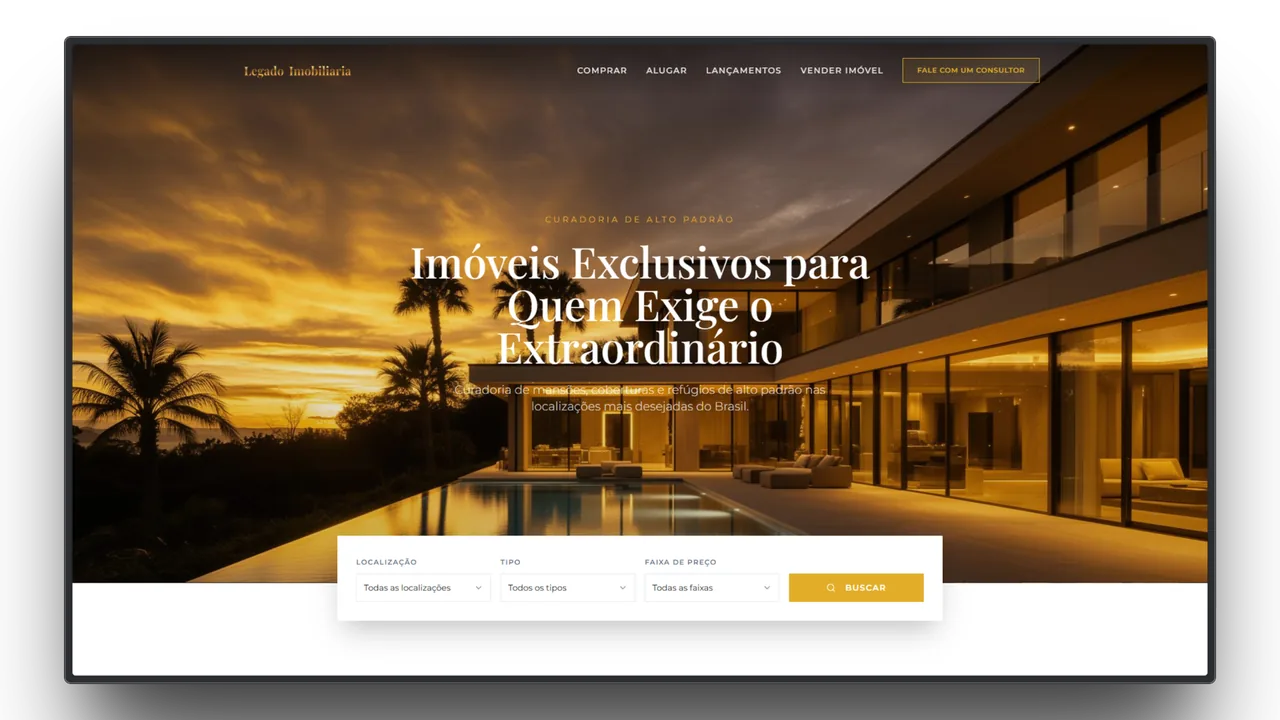 Legado Imobiliaria
COMPRAR
ALUGAR
LANÇAMENTOS
VENDER IMÓVEL
FALE COM UM CONSULTOR
CURADORIA DE ALTO PADRÃO
Imóveis Exclusivos para
Quem Exige o
Extraordinário
Curadoria de mansões, coberturas e refúgios de alto padrão nas
localizações mais desejadas do Brasil.
LOCALIZAÇÃO
Todas as localizações
TIPO
Todos os tipos
FAIXA DE PREÇO
Todas as faixas
BUSCAR